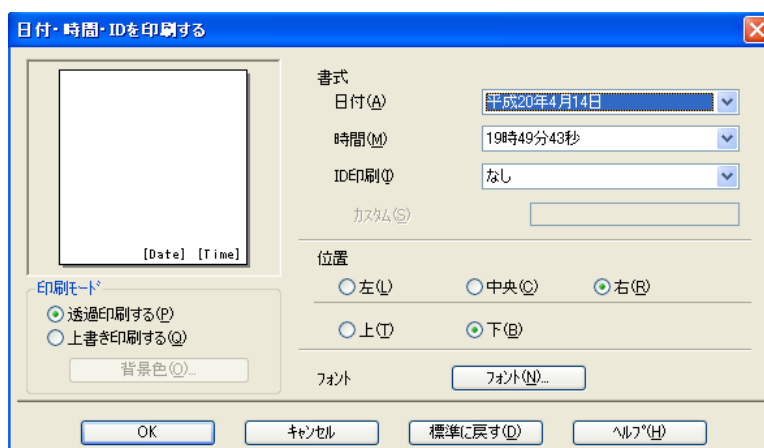 日付・時間・IDを印刷する
[Date] [Time]
印刷モード
透過印刷する(P)
上書き印刷する(Q)
背景色(O)...
書式
日付(A)
平成20年4月14日
時間(M)
19時49分43秒
ID印刷(I)
なし
カスタム(S)
位置
左(L)
中央(C)
右(R)
上(T)
下(B)
フォント
フォント(N)...
OK
キャンセル
標準に戻す(D)
ヘルプ(H)